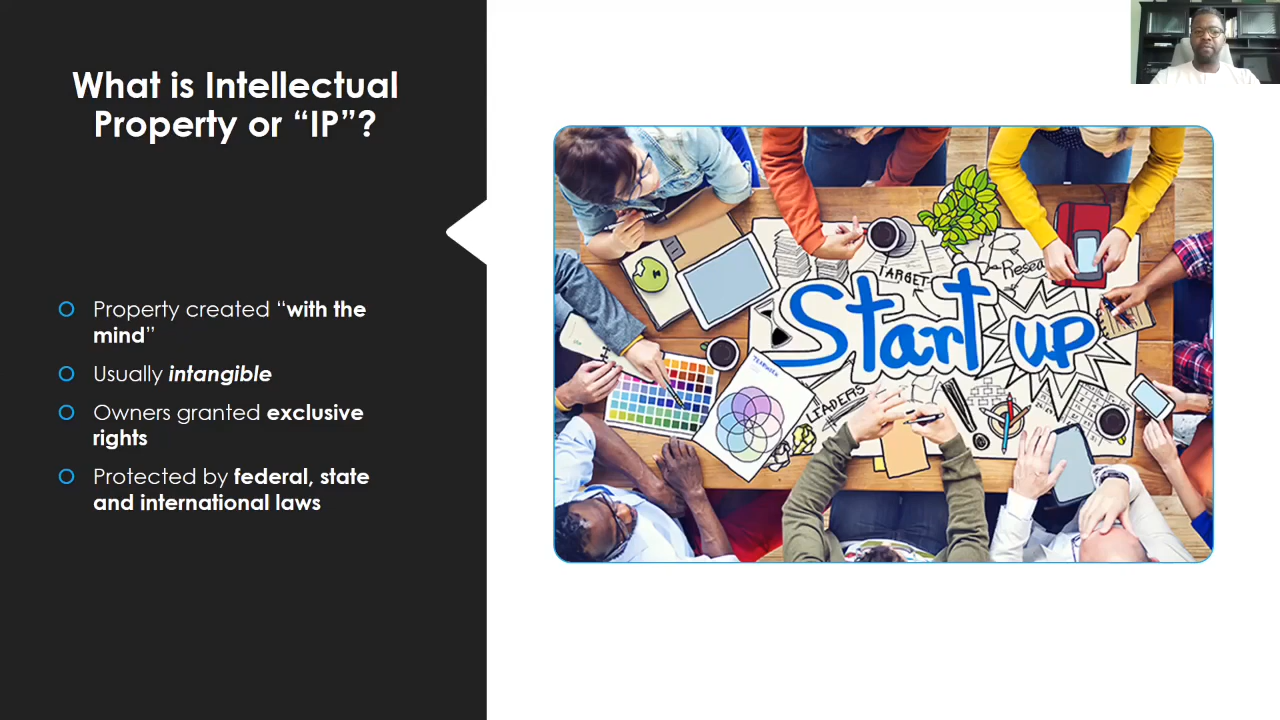 What is Intellectual
Property or “IP”?
Property created “with the
mind”
Usually intangible
Owners granted exclusive
rights
Protected by federal, state
and international laws
TARGET
Start up
TEAMWORK
LEADERS